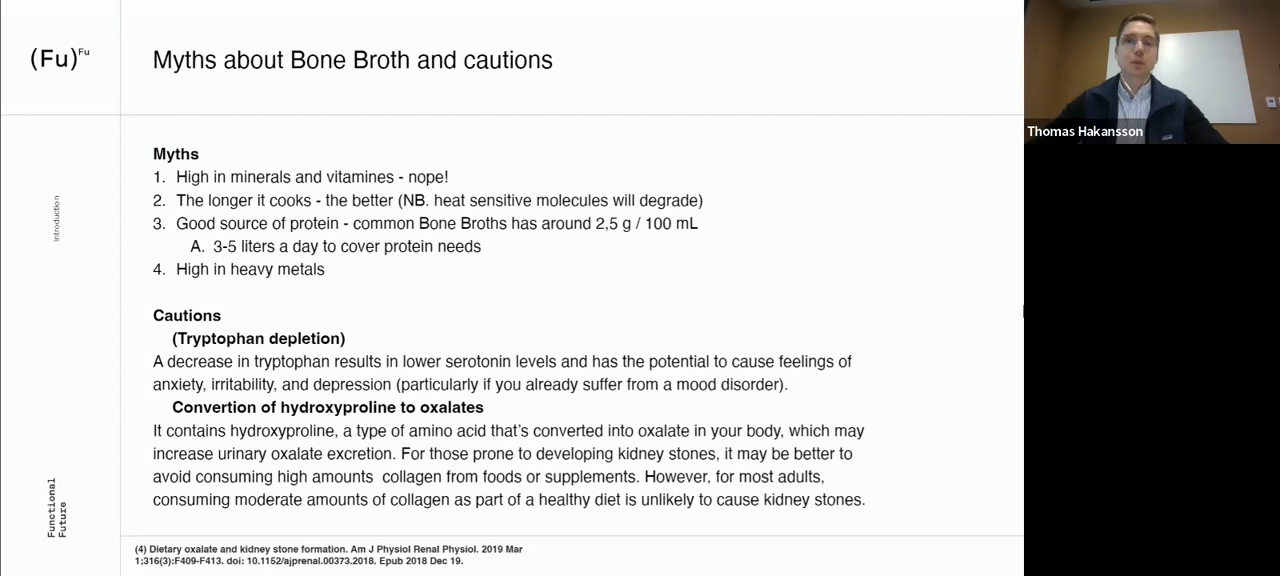 (Fu)Fu
Myths about Bone Broth and cautions
Thomas Hakansson
Introduction
Myths
1. High in minerals and vitamines - nope!
2. The longer it cooks - the better (NB. heat sensitive molecules will degrade)
3. Good source of protein - common Bone Broths has around 2,5 g / 100 mL
A. 3-5 liters a day to cover protein needs
4. High in heavy metals
Cautions
(Tryptophan depletion)
A decrease in tryptophan results in lower serotonin levels and has the potential to cause feelings of
anxiety, irritability, and depression (particularly if you already suffer from a mood disorder).
Convertion of hydroxyproline to oxalates
It contains hydroxyproline, a type of amino acid that's converted into oxalate in your body, which may
increase urinary oxalate excretion. For those prone to developing kidney stones, it may be better to
avoid consuming high amounts  collagen from foods or supplements. However, for most adults,
consuming moderate amounts of collagen as part of a healthy diet is unlikely to cause kidney stones.
Functional
Future
(4) Dietary oxalate and kidney stone formation. Am J Physiol Renal Physiol. 2019 Mar
1;316(3):F409-F413. doi: 10.1152/ajprenal.00373.2018. Epub 2018 Dec 19.